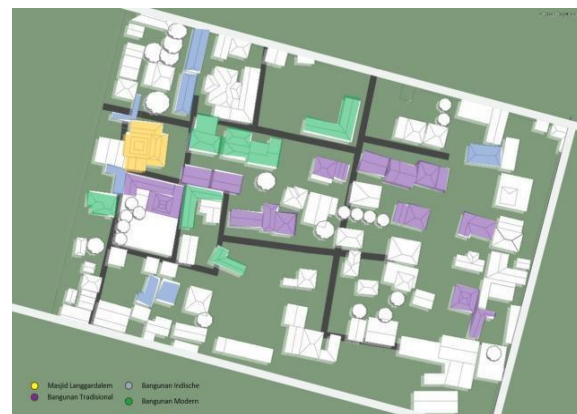 Masjid Langgardalem
Bangunan Indische
Bangunan Tradisional
Bangunan Modern